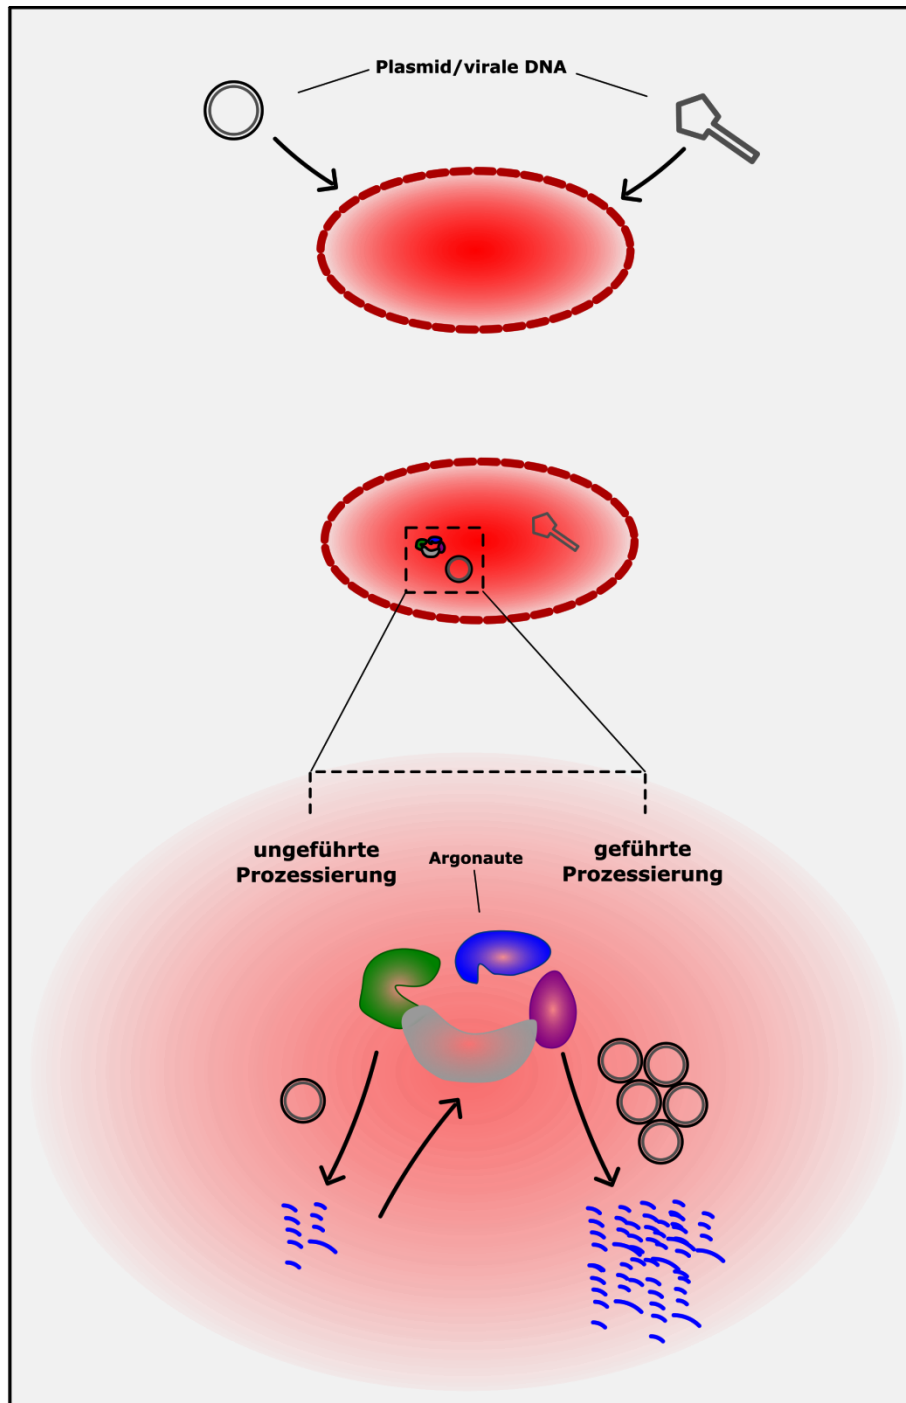 Plasmid/virale DNA
ungeführte
Prozessierung
Argonaute
geführte
Prozessierung